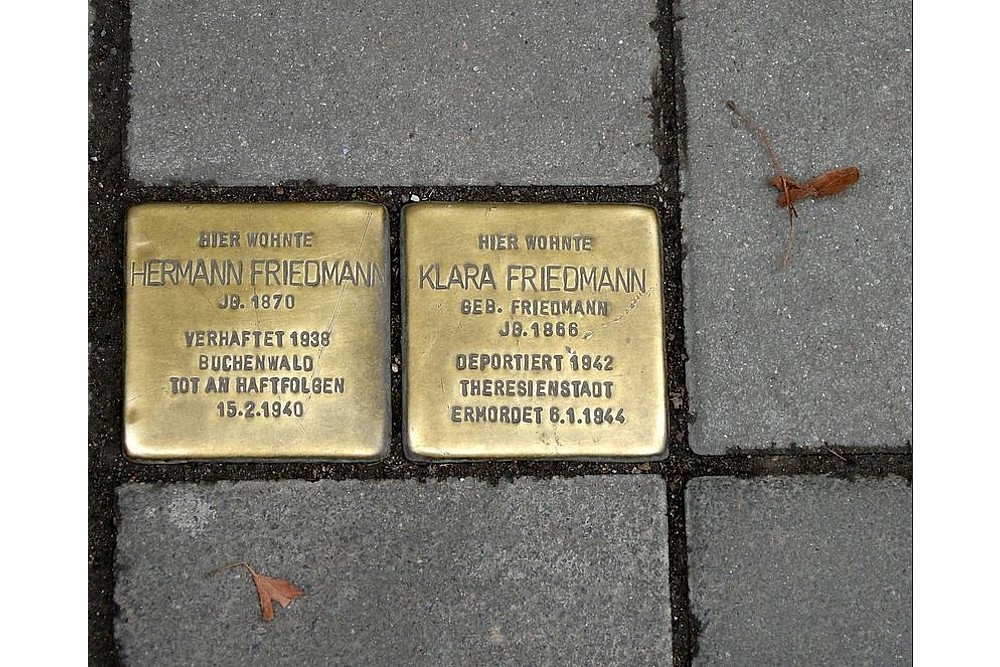 HIER WOHNTE
HERMANN FRIEDMANN
JG. 1870
VERHAFTET 1938
BUCHENWALD
TOT AN HAFTFOLGEN
15.2.1940
HIER WOHNTE
KLARA FRIEDMANN
GEB. FRIEDMANN
JG. 1866
DEPORTIERT 1942
THERESIENSTADT
ERMORDET 6.1.1944